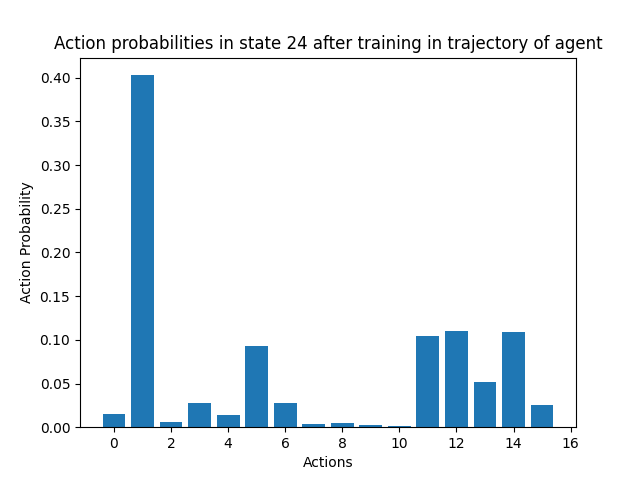 Action probabilities in state 24 after training in trajectory of agent
0.40
0.35
0.30
0.25
0.20
0.15
0.10
0.05
0.00
Action Probability
0 2 4 6 8 10 12 14 16
Actions